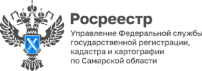 Росреестр
Управление Федеральной службы
государственной регистрации,
кадастра и картографии
по Самарской области